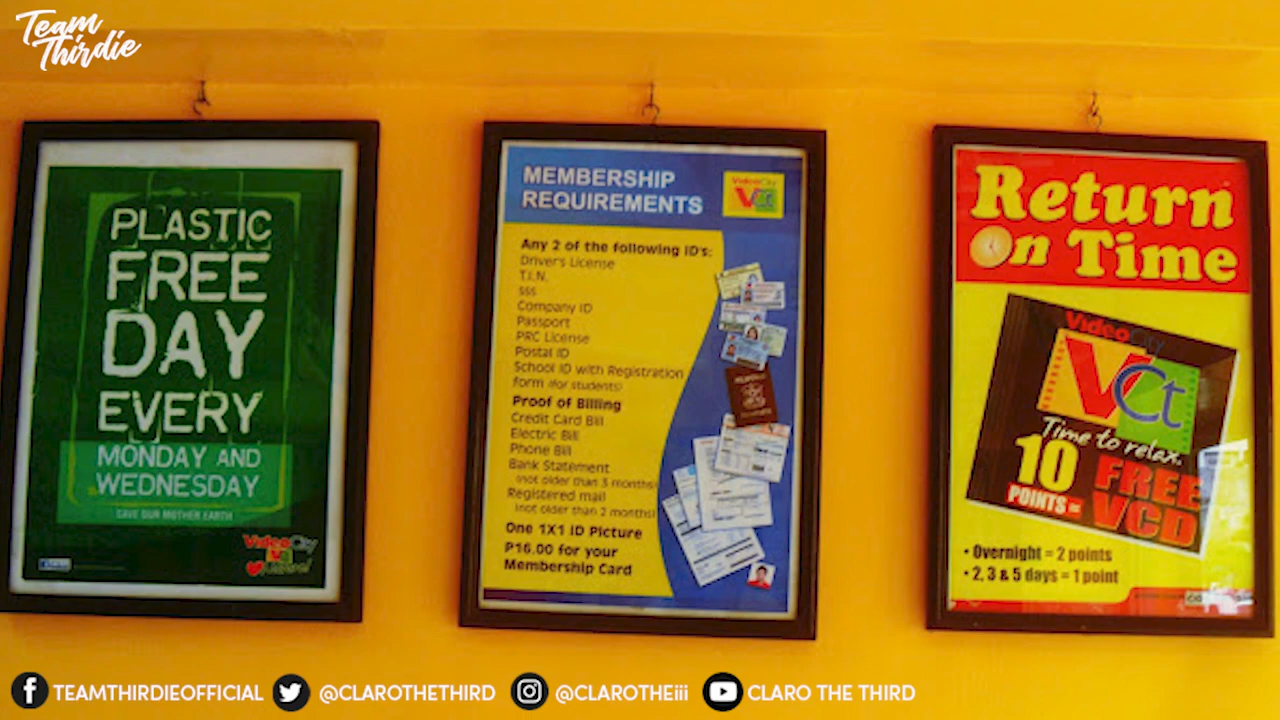 Team
Thirdie
PLASTIC
FREE
DAY
EVERY
MONDAY AND
WEDNESDAY
SAVE OUR MOTHER EARTH
VideoCity
MEMBERSHIP
REQUIREMENTS
VideoCity
VCt
Any 2 of the following ID's:
Driver's License
T.I.N.
SSS
Company ID
Passport
PRC License
Postal ID
School ID with Registration
form (for students)
Proof of Billing
Credit Card Bill
Electric Bill
Phone Bill
Bank Statement
(not older than 3 months)
Registered mail
(not older than 2 months)
One 1X1 ID Picture
P16.00 for your
Membership Card
Return
On Time
VideoCity
VCt
Time to relax.
10
POINTS =
FREE
VCD
• Overnight = 2 points
• 2, 3 & 5 days = 1 point
TEAMTHIRDIEOFFICIAL
@CLAROTHETHIRD
@CLAROTHEiii
CLARO THE THIRD